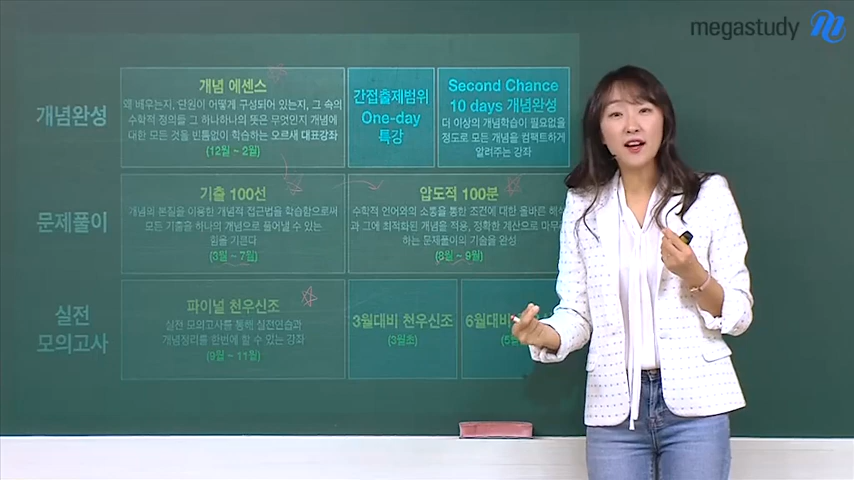 megastudy
개념완성
개념 에센스
왜 배우는지, 단원이 어떻게 구성되어 있는지, 그 속의
수학적 정의들 그 하나하나의 뜻은 무엇인지 개념에
대한 모든 것을 빈틈없이 학습하는 오르새 대표강좌
(12월 ~ 2월)
간접출제범위
One-day
특강
Second Chance
10 days 개념완성
더 이상의 개념학습이 필요없을
정도로 모든 개념을 컴팩트하게
알려주는 강좌
문제풀이
기출 100선
개념의 본질을 이용한 개념적 접근법을 학습함으로써
모든 기출을 하나의 개념으로 풀어낼 수 있는
힘을 기른다
(3월 ~ 7월)
압도적 100분
수학적 언어와의 소통을 통한 조건에 대한 올바른
과 그에 최적화된 개념을 적용, 정확한 계산으로
하는 문제풀이의 기술을 완성
(8월 ~ 9월)
실전
모의고사
파이널 천우신조
실전 모의고사를 통해 실전연습과
개념정리를 한번에 할 수 있는 강좌
(9월 ~ 11월)
3월대비 천우신조
(3월초)
6월대비